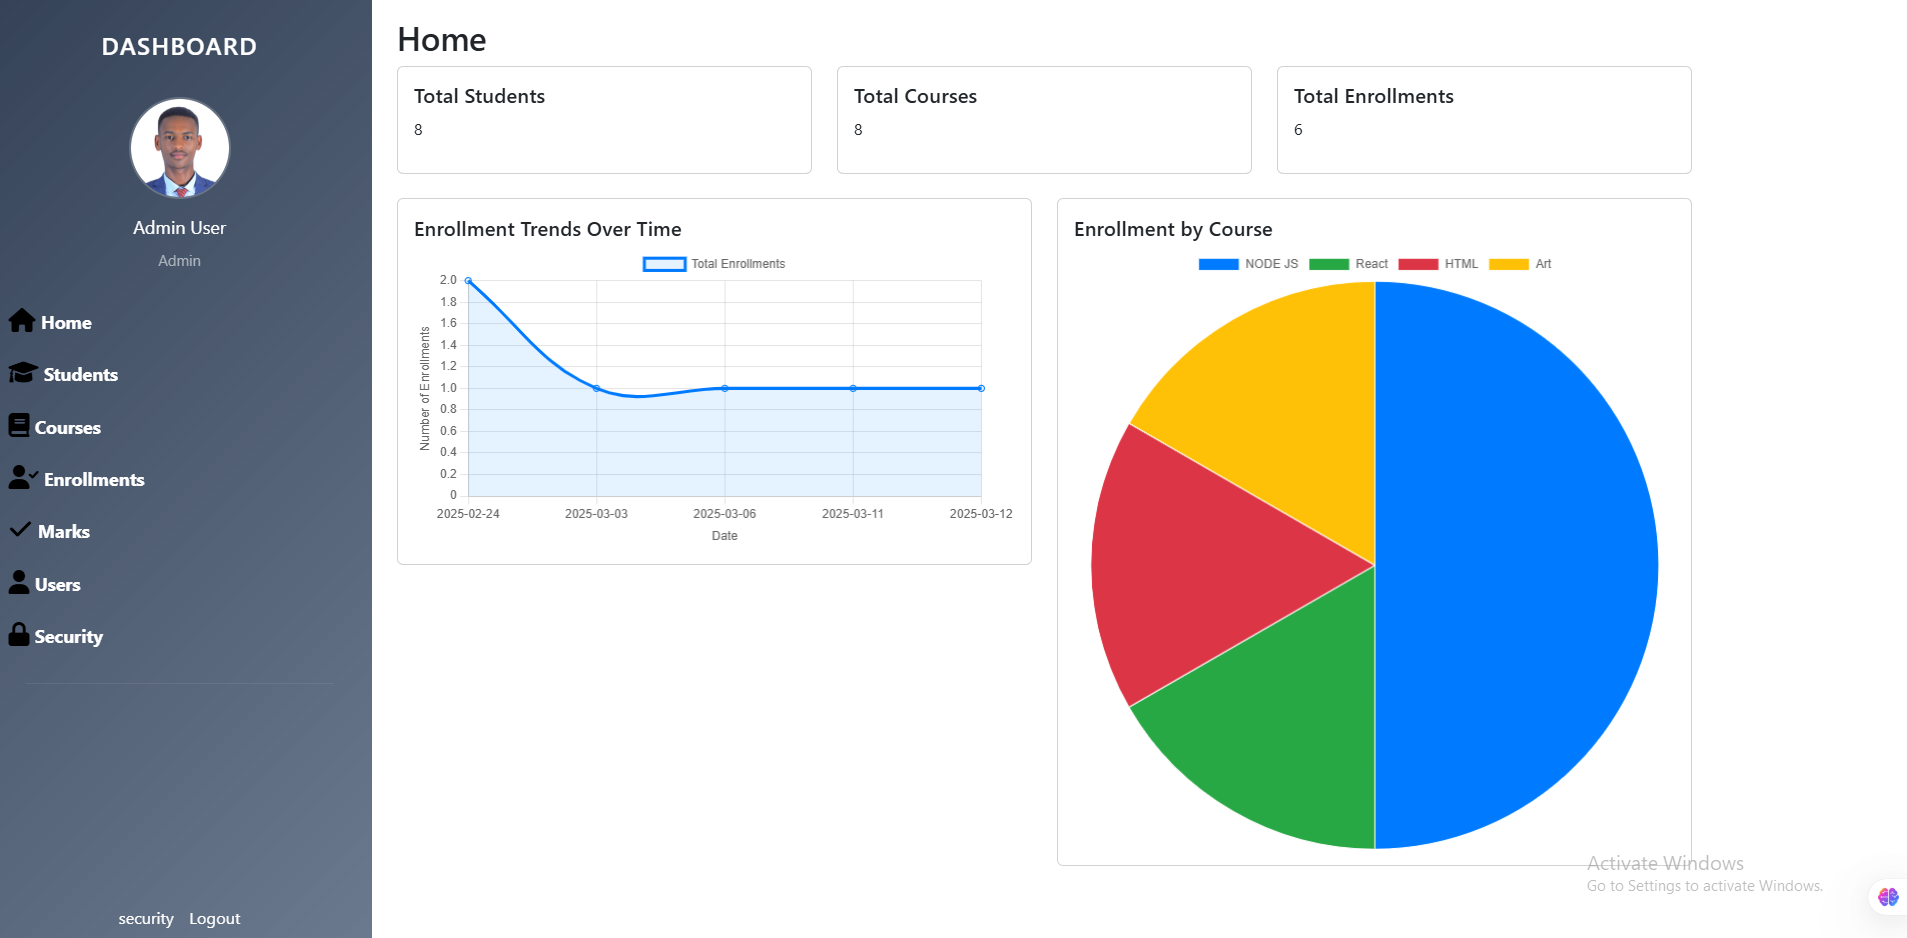 DASHBOARD
Admin User
Admin
Home
Students
Courses
Enrollments
Marks
Users
Security
security Logout
Home
Total Students
8
Total Courses
8
Total Enrollments
6
Enrollment Trends Over Time
Total Enrollments
Number of Enrollments
2.0
1.8
1.6
1.4
1.2
1.0
0.8
0.6
0.4
0.2
0
2025-02-24 2025-03-03 2025-03-06 2025-03-11 2025-03-12
Date
Enrollment by Course
NODE JS React HTML Art
Activate Windows
Go to Settings to activate Windows.